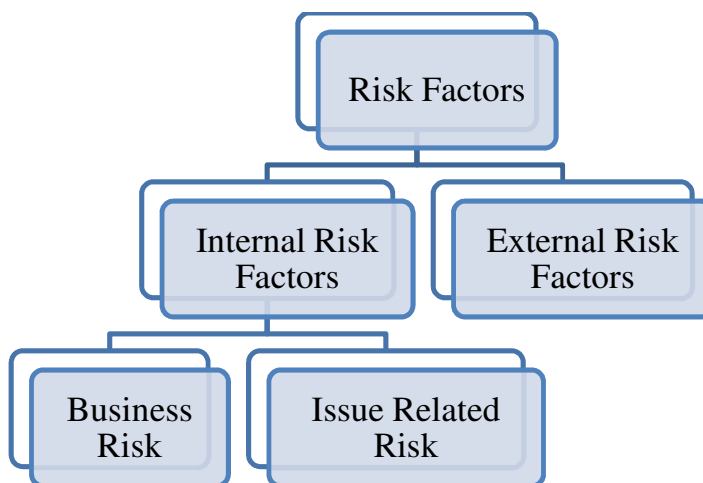 Risk Factors
Internal Risk
Factors
External Risk
Factors
Business
Risk
Issue Related
Risk